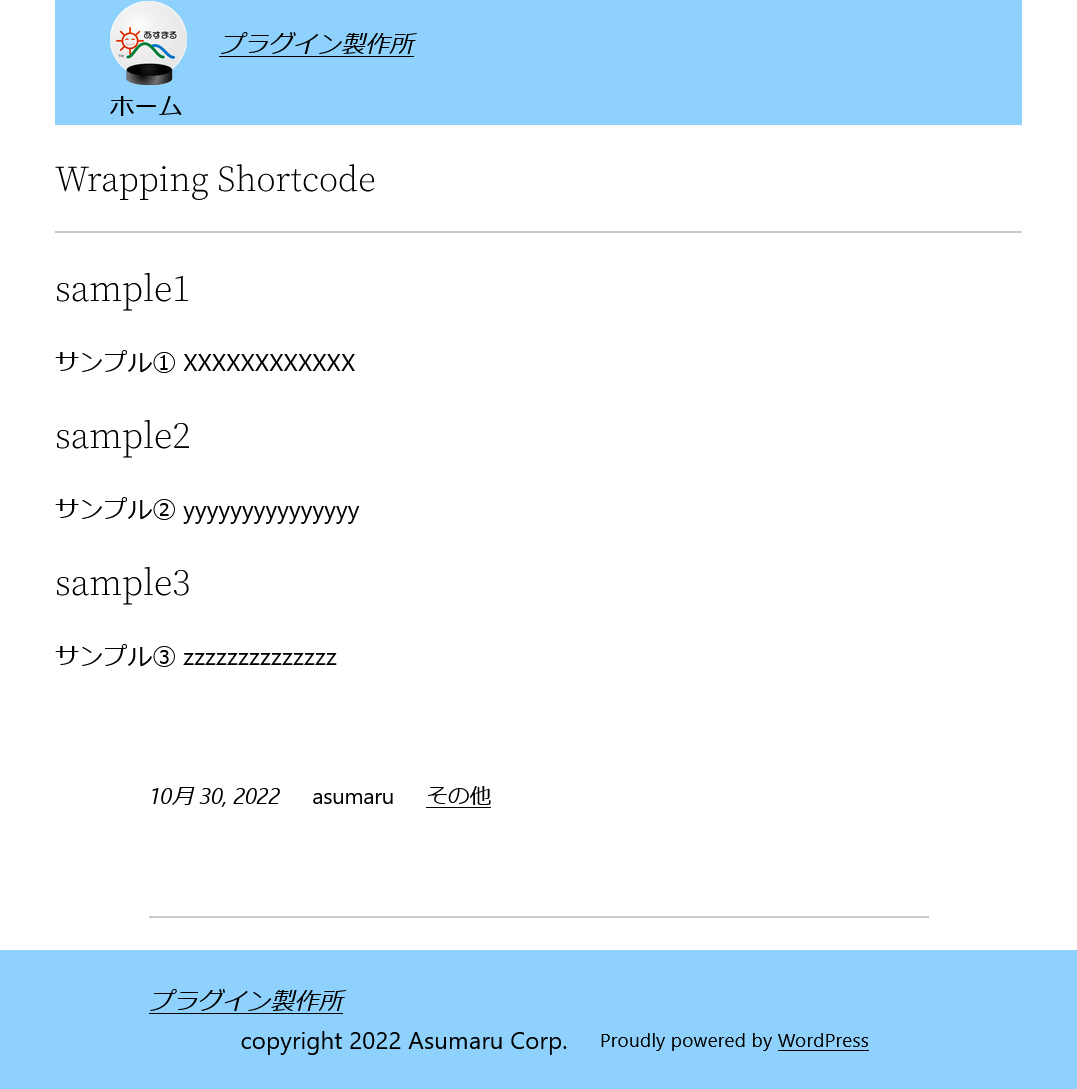 あすまる
TM
プラグイン製作所
ホーム
Wrapping Shortcode
sample1
サンプル① XXXXXXXXXXXX
sample2
サンプル② yyyyyyyyyyyyyyy
sample3
サンプル③ zzzzzzzzzzzzzz
10月 30, 2022 asumaru その他
プラグイン製作所
copyright 2022 Asumaru Corp. Proudly powered by WordPress